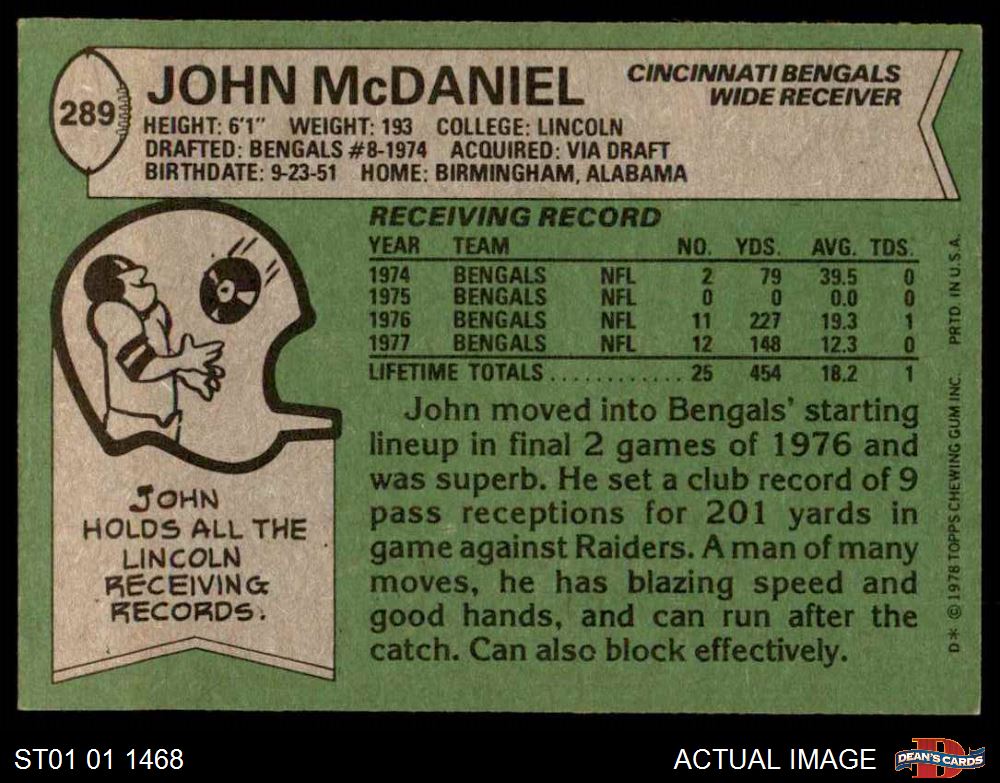 289
JOHN McDANIEL
CINCINNATI BENGALS
WIDE RECEIVER
HEIGHT: 6'1" WEIGHT: 193 COLLEGE: LINCOLN
DRAFTED: BENGALS #8-1974 ACQUIRED: VIA DRAFT
BIRTHDATE: 9-23-51 HOME: BIRMINGHAM, ALABAMA
RECEIVING RECORD
YEAR TEAM NO. YDS. AVG. TDS.
1974 BENGALS NFL 2 79 39.5 0
1975 BENGALS NFL 0 0 0.0 0
1976 BENGALS NFL 11 227 19.3 1
1977 BENGALS NFL 12 148 12.3 0
LIFETIME TOTALS ............ 25 454 18.2 1
John moved into Bengals' starting
lineup in final 2 games of 1976 and
was superb. He set a club record of 9
pass receptions for 201 yards in
game against Raiders. A man of many
moves, he has blazing speed and
good hands, and can run after the
catch. Can also block effectively.
JOHN
HOLDS ALL THE
LINCOLN
RECEIVING
RECORDS.
D* © 1978 TOPPS CHEWING GUM INC. PRTD IN U.S.A.
ST01 01 1468
ACTUAL IMAGE
D
DEAN'S CARDS